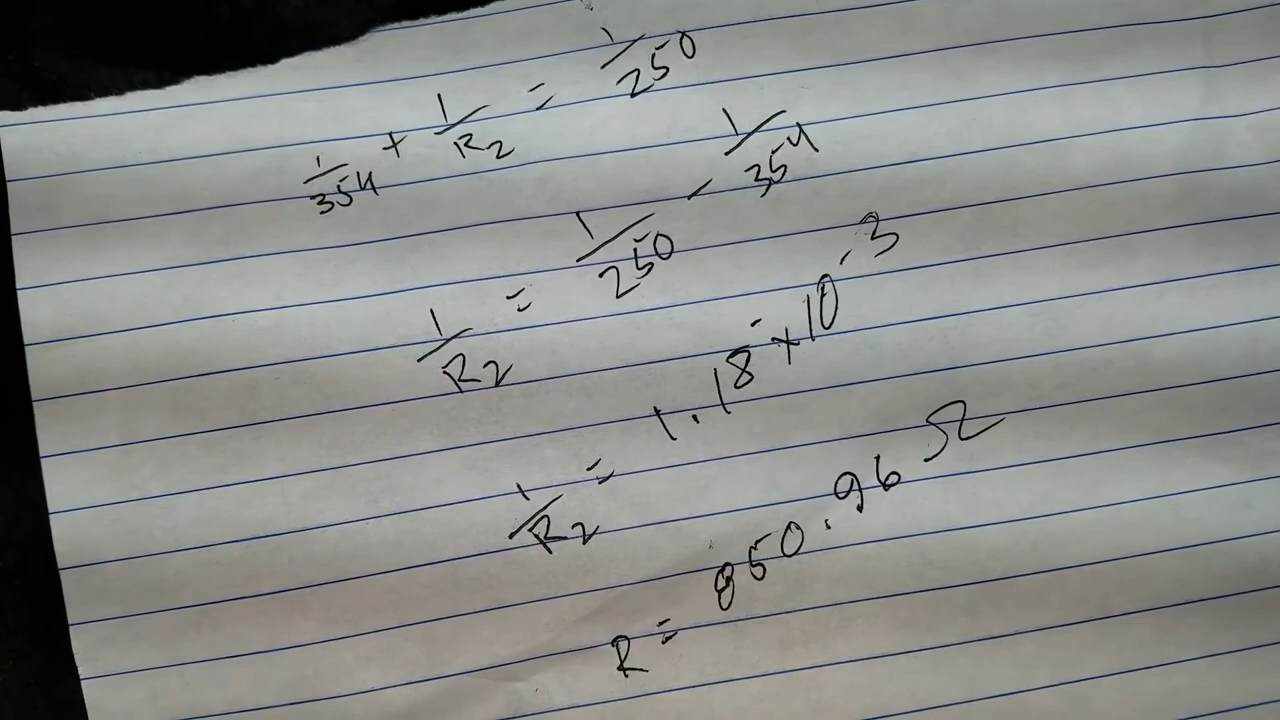 1/354 + 1/R2 = 1/250
1/R2 = 1/250 - 1/354
1/R2 = 1.18 × 10-3
R = 850.96 Ω